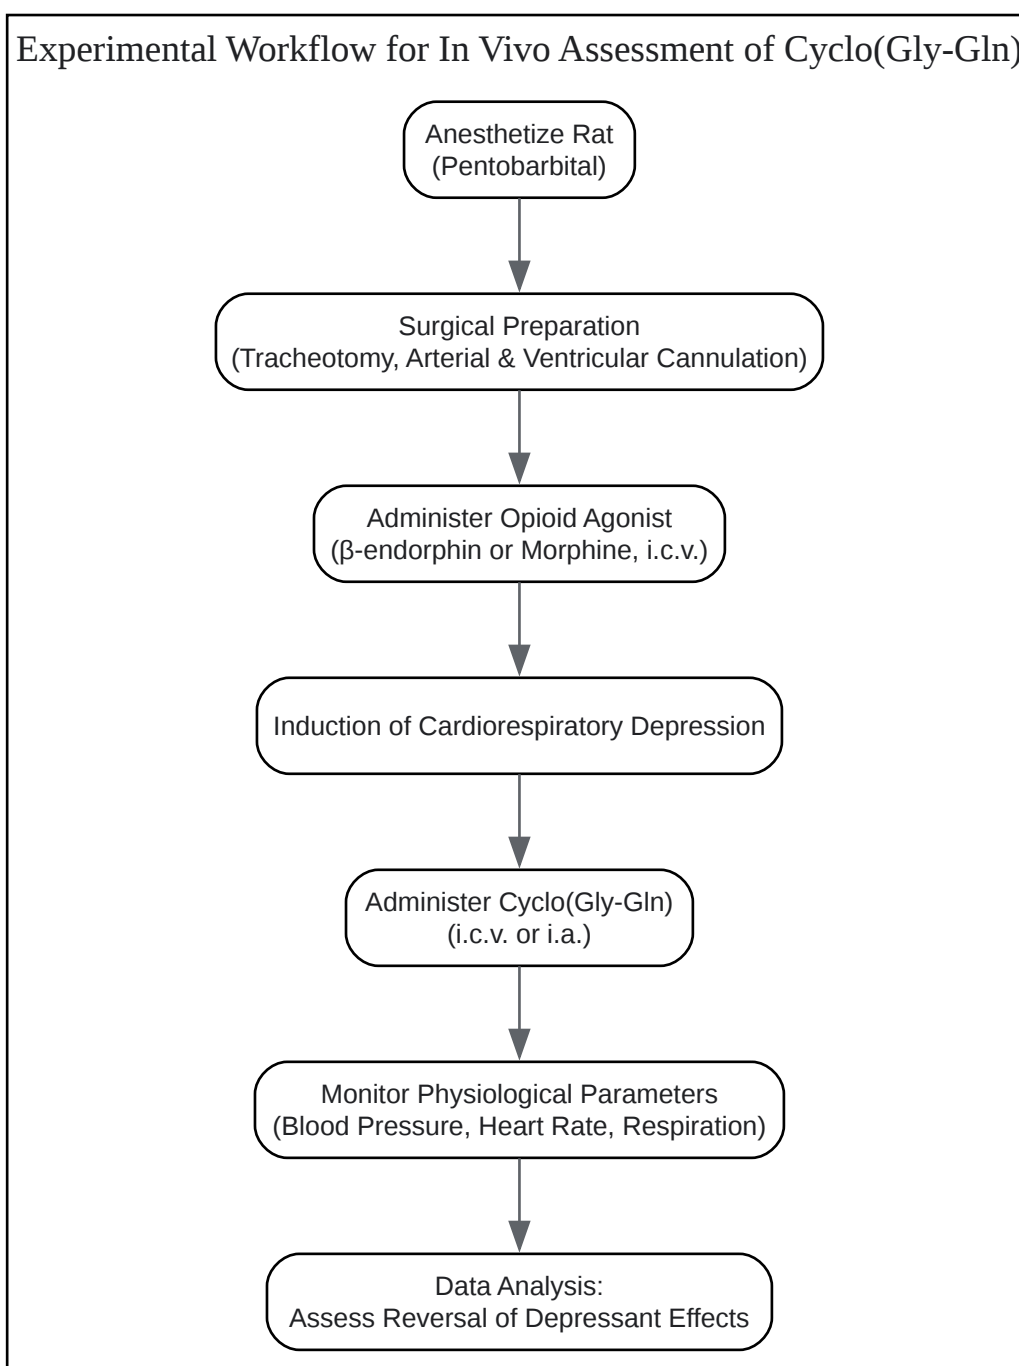 Experimental Workflow for In Vivo Assessment of Cyclo(Gly-Gln)
Anesthetize Rat
(Pentobarbital)
Surgical Preparation
(Tracheotomy, Arterial & Ventricular Cannulation)
Administer Opioid Agonist
(β-endorphin or Morphine, i.c.v.)
Induction of Cardiorespiratory Depression
Administer Cyclo(Gly-Gln)
(i.c.v. or i.a.)
Monitor Physiological Parameters
(Blood Pressure, Heart Rate, Respiration)
Data Analysis:
Assess Reversal of Depressant Effects